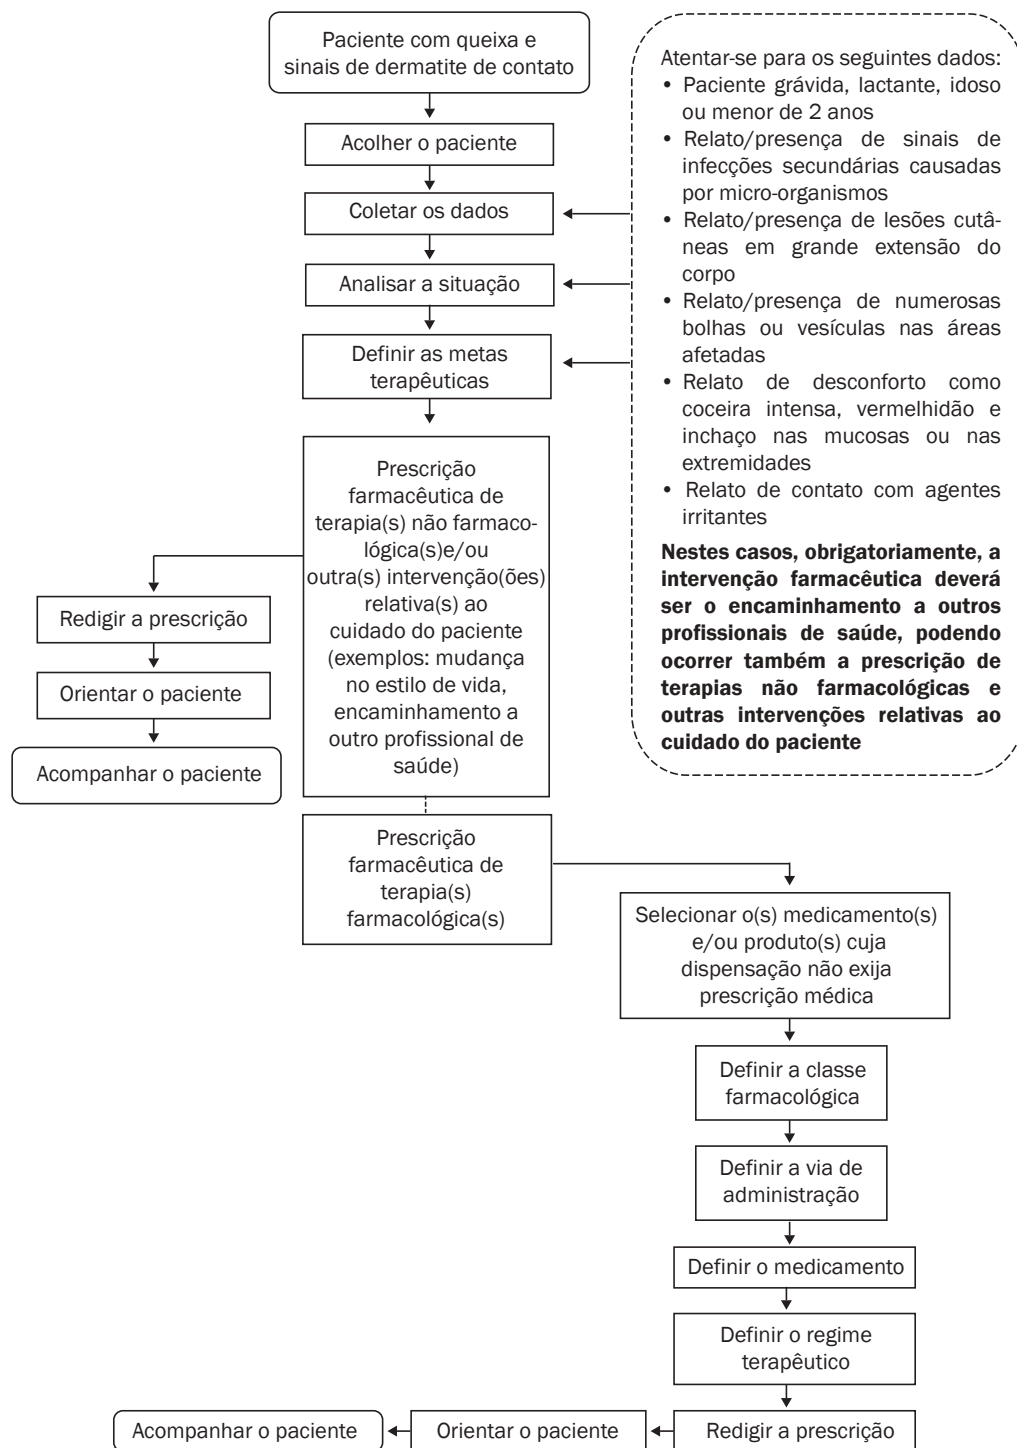 Paciente com queixa e
sinais de dermatite de contato
Acolher o paciente
Coletar os dados
Analisar a situação
Definir as metas
terapêuticas
Prescrição
farmacêutica de
terapia(s) não farmaco-
lógica(s)e/ou
outra(s) intervenção(ões)
relativa(s) ao
cuidado do paciente
(exemplos: mudança
no estilo de vida,
encaminhamento a
outro profissional de
saúde)
Redigir a prescrição
Orientar o paciente
Acompanhar o paciente
Atentar-se para os seguintes dados:
• Paciente grávida, lactante, idoso
ou menor de 2 anos
• Relato/presença de sinais de
infecções secundárias causadas
por micro-organismos
• Relato/presença de lesões cutâ-
neas em grande extensão do
corpo
• Relato/presença de numerosas
bolhas ou vesículas nas áreas
afetadas
• Relato de desconforto como
coceira intensa, vermelhidão e
inchaço nas mucosas ou nas
extremidades
• Relato de contato com agentes
irritantes
Nestes casos, obrigatoriamente, a
intervenção farmacêutica deverá
ser o encaminhamento a outros
profissionais de saúde, podendo
ocorrer também a prescrição de
terapias não farmacológicas e
outras intervenções relativas ao
cuidado do paciente
Prescrição
farmacêutica de
terapia(s)
farmacológica(s)
Selecionar o(s) medicamento(s)
e/ou produto(s) cuja
dispensação não exija
prescrição médica
Definir a classe
farmacológica
Definir a via de
administração
Definir o medicamento
Definir o regime
terapêutico
Redigir a prescrição
Orientar o paciente
Acompanhar o paciente